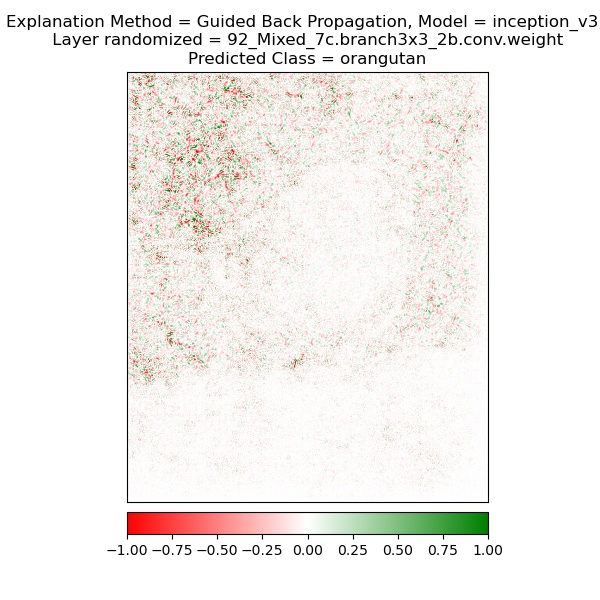 Explanation Method = Guided Back Propagation, Model = inception_v3
Layer randomized = 92_Mixed_7c.branch3x3_2b.conv.weight
Predicted Class = orangutan
−1.00 −0.75 −0.50 −0.25 0.00 0.25 0.50 0.75 1.00